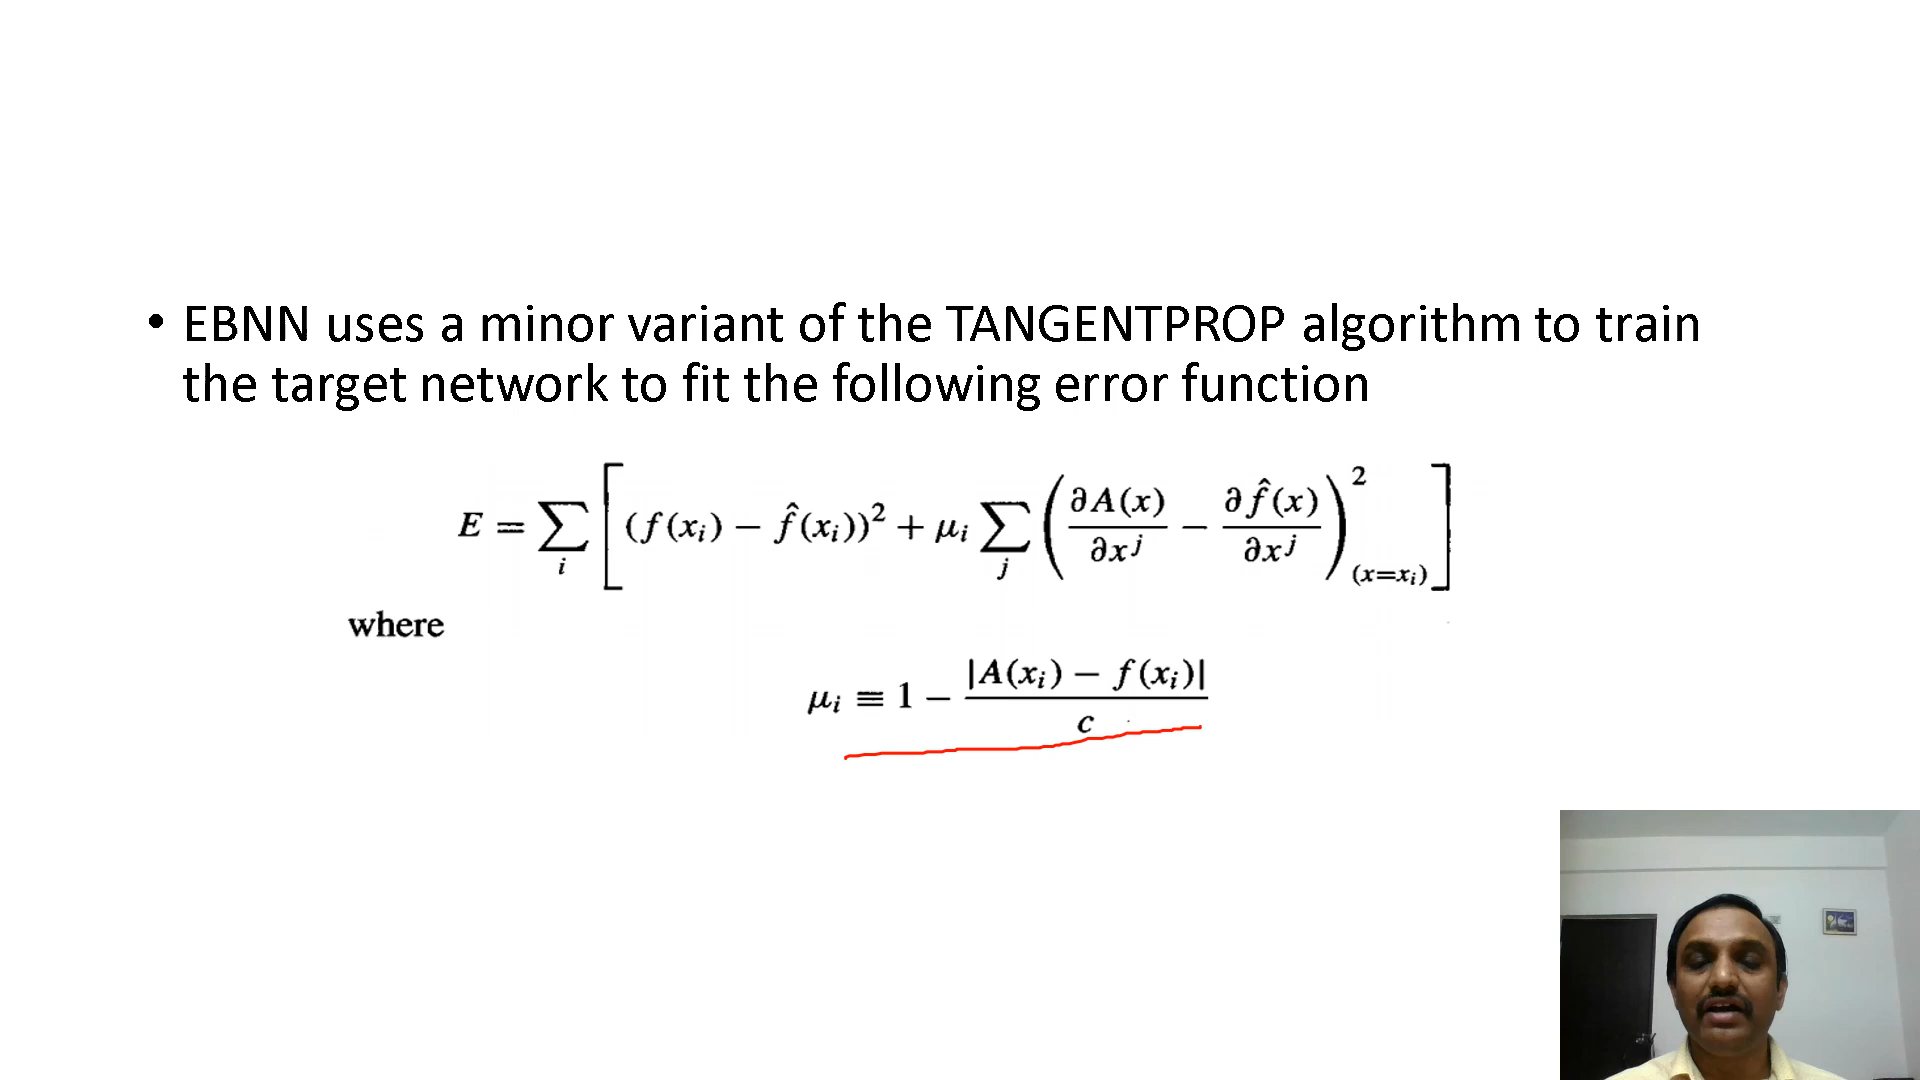 • EBNN uses a minor variant of the TANGENTPROP algorithm to train
the target network to fit the following error function
E = ∑_i [ (f(x_i) − f̂(x_i))² + μ_i ∑_j ( ∂A(x)/∂x^j − ∂f̂(x)/∂x^j )²_(x=x_i) ]
where
μ_i ≡ 1 − |A(x_i) − f(x_i)| / c